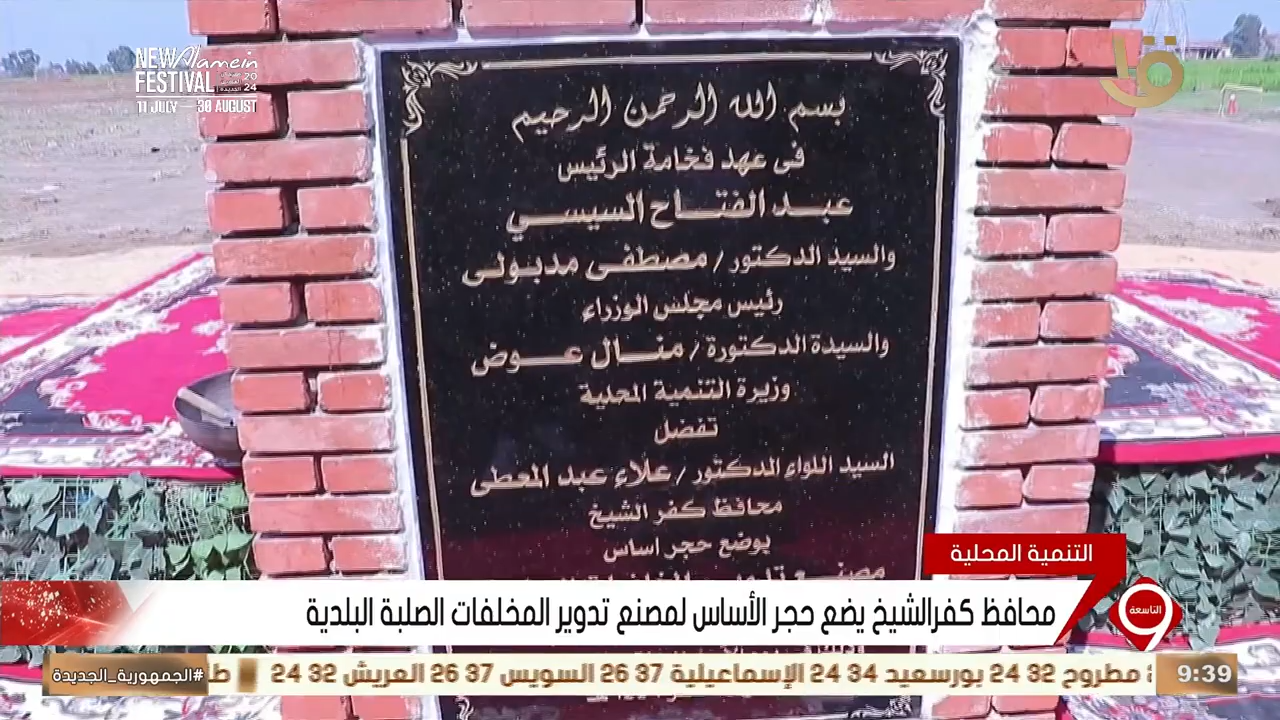 NEW Alamein
FESTIVAL 20 24
11 JULY — 30 AUGUST
بسم الله الرحمن الرحيم
فى عهد فخامة الرئيس
عبد الفتاح السيسي
والسيد الدكتور / مصطفى مدبولى
رئيس مجلس الوزراء
والسيدة الدكتورة / منال عوض
وزيرة التنمية المحلية
تفضل
السيد اللواء الدكتور / علاء عبد المعطى
محافظ كفر الشيخ
بوضع حجر اساس
مصنع
التنمية المحلية
محافظ كفرالشيخ يضع حجر الأساس لمصنع تدوير المخلفات الصلبة البلدية
التاسعة
9
مطروح 32 24 بورسعيد 34 24 الإسماعيلية 37 26 السويس 37 26 العريش 32 24
#الجمهورية_الجديدة
9:39